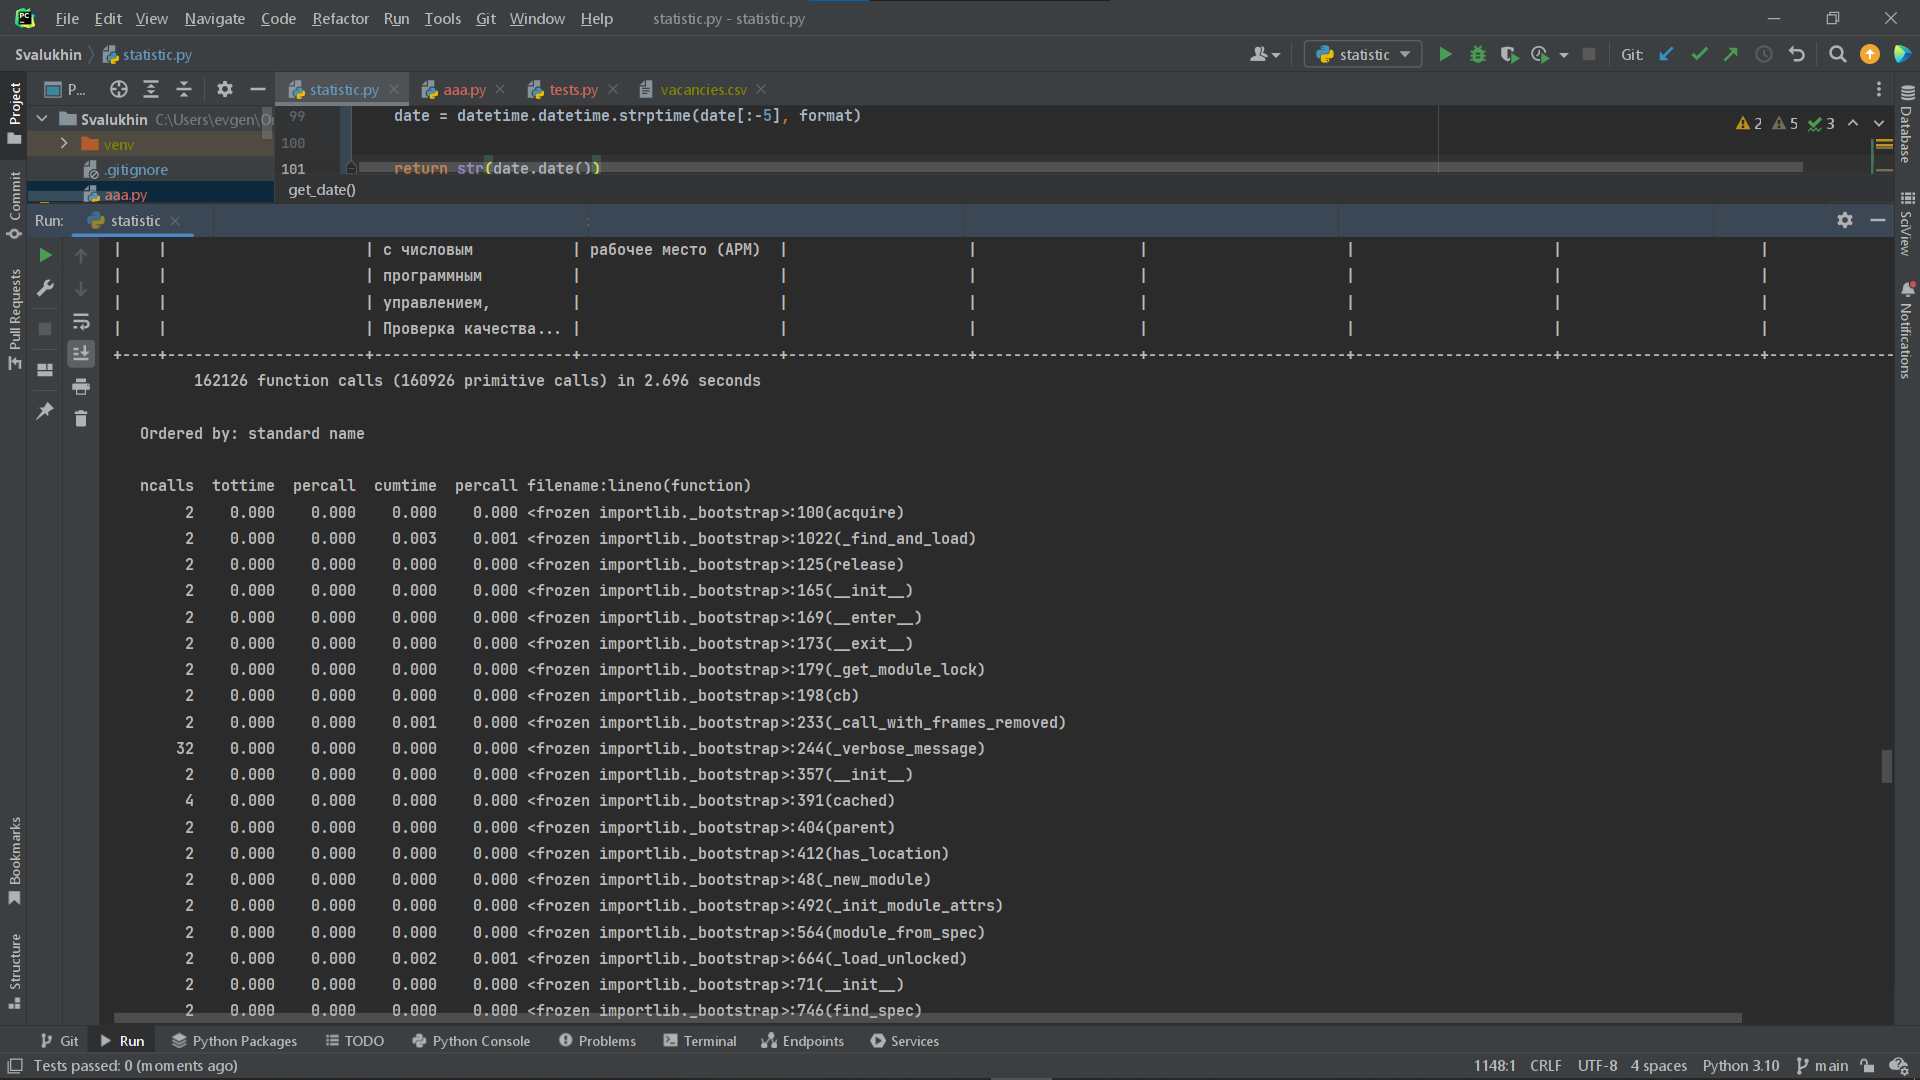 File Edit View Navigate Code Refactor Run Tools Git Window Help statistic.py - statistic.py
Svalukhin statistic.py statistic Git:
P... statistic.py aaa.py tests.py vacancies.csv
Project
Svalukhin C:\Users\evgen\
venv
.gitignore
aaa.py
99 date = datetime.datetime.strptime(date[:-5], format)
100
101 return str(date.date())
get_date()
2 5 3
Run: statistic
| | | с числовым | рабочее место (АРМ) | | | | | |
| | | программным | | | | | | |
| | | управлением, | | | | | | |
| | | Проверка качества... | | | | | | |
162126 function calls (160926 primitive calls) in 2.696 seconds
Ordered by: standard name
ncalls tottime percall cumtime percall filename:lineno(function)
2 0.000 0.000 0.000 0.000 <frozen importlib._bootstrap>:100(acquire)
2 0.000 0.000 0.003 0.001 <frozen importlib._bootstrap>:1022(_find_and_load)
2 0.000 0.000 0.000 0.000 <frozen importlib._bootstrap>:125(release)
2 0.000 0.000 0.000 0.000 <frozen importlib._bootstrap>:165(__init__)
2 0.000 0.000 0.000 0.000 <frozen importlib._bootstrap>:169(__enter__)
2 0.000 0.000 0.000 0.000 <frozen importlib._bootstrap>:173(__exit__)
2 0.000 0.000 0.000 0.000 <frozen importlib._bootstrap>:179(_get_module_lock)
2 0.000 0.000 0.000 0.000 <frozen importlib._bootstrap>:198(cb)
2 0.000 0.000 0.001 0.000 <frozen importlib._bootstrap>:233(_call_with_frames_removed)
32 0.000 0.000 0.000 0.000 <frozen importlib._bootstrap>:244(_verbose_message)
2 0.000 0.000 0.000 0.000 <frozen importlib._bootstrap>:357(__init__)
4 0.000 0.000 0.000 0.000 <frozen importlib._bootstrap>:391(cached)
2 0.000 0.000 0.000 0.000 <frozen importlib._bootstrap>:404(parent)
2 0.000 0.000 0.000 0.000 <frozen importlib._bootstrap>:412(has_location)
2 0.000 0.000 0.000 0.000 <frozen importlib._bootstrap>:48(_new_module)
2 0.000 0.000 0.000 0.000 <frozen importlib._bootstrap>:492(_init_module_attrs)
2 0.000 0.000 0.000 0.000 <frozen importlib._bootstrap>:564(module_from_spec)
2 0.000 0.000 0.002 0.001 <frozen importlib._bootstrap>:664(_load_unlocked)
2 0.000 0.000 0.000 0.000 <frozen importlib._bootstrap>:71(__init__)
2 0.000 0.000 0.000 0.000 <frozen importlib._bootstrap>:746(find_spec)
Commit
Pull Requests
Bookmarks
Structure
Database
SciView
Notifications
Git Run Python Packages TODO Python Console Problems Terminal Endpoints Services
Tests passed: 0 (moments ago) 1148:1 CRLF UTF-8 4 spaces Python 3.10 main